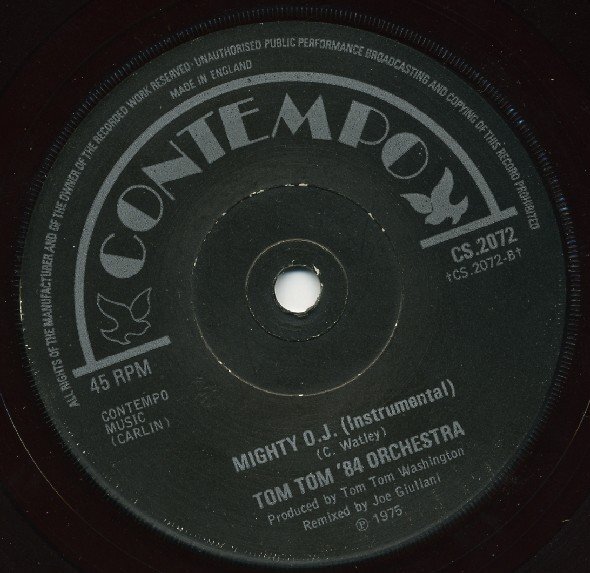 ALL RIGHTS OF THE MANUFACTURER AND OF THE OWNER OF THE RECORDED WORK RESERVED · UNAUTHORISED PUBLIC PERFORMANCE BROADCASTING AND COPYING OF THIS RECORD PROHIBITED
MADE IN ENGLAND
CONTEMPO
CS.2072
†CS.2072-B†
45 RPM
CONTEMPO
MUSIC
(CARLIN)
MIGHTY O.J. (Instrumental)
(C. Watley)
TOM TOM '84 ORCHESTRA
Produced by Tom Tom Washington
Remixed by Joe Giuliani
℗ 1975